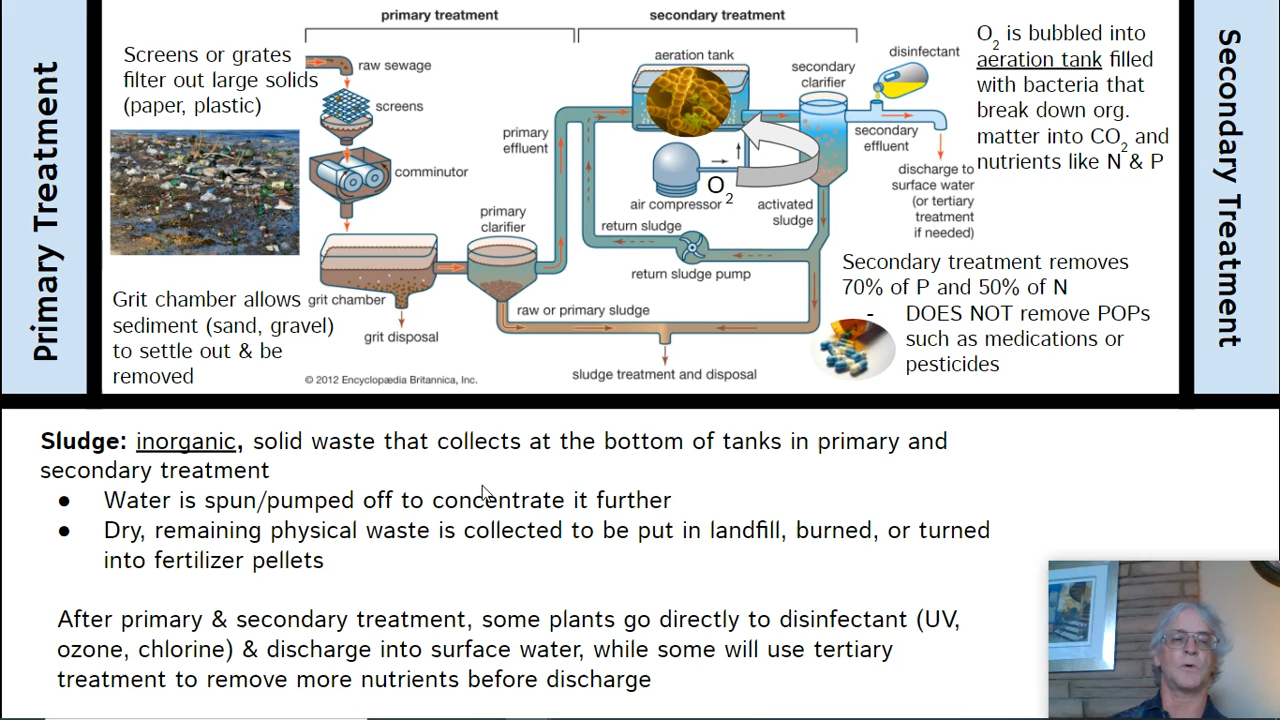 Primary Treatment
Screens or grates
filter out large solids
(paper, plastic)
Grit chamber allows
sediment (sand, gravel)
to settle out & be
removed
primary treatment
secondary treatment
raw sewage
screens
comminutor
grit chamber
grit disposal
primary
clarifier
primary
effluent
raw or primary sludge
aeration tank
O2
air compressor
return sludge
return sludge pump
activated
sludge
secondary
clarifier
disinfectant
secondary
effluent
discharge to
surface water
(or tertiary
treatment
if needed)
sludge treatment and disposal
© 2012 Encyclopædia Britannica, Inc.
O2 is bubbled into
aeration tank filled
with bacteria that
break down org.
matter into CO2 and
nutrients like N & P
Secondary treatment removes
70% of P and 50% of N
- DOES NOT remove POPs
such as medications or
pesticides
Secondary Treatment
Sludge: inorganic, solid waste that collects at the bottom of tanks in primary and
secondary treatment
● Water is spun/pumped off to concentrate it further
● Dry, remaining physical waste is collected to be put in landfill, burned, or turned
into fertilizer pellets
After primary & secondary treatment, some plants go directly to disinfectant (UV,
ozone, chlorine) & discharge into surface water, while some will use tertiary
treatment to remove more nutrients before discharge